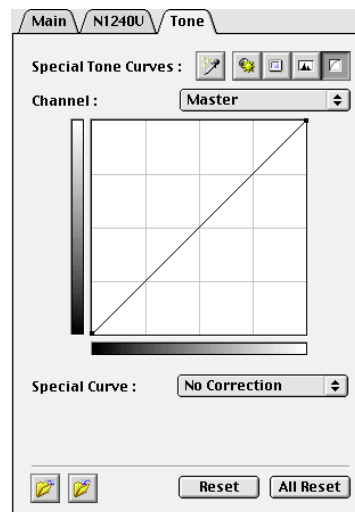 Main N1240U Tone
Special Tone Curves :
Channel : Master
Special Curve : No Correction
Reset All Reset